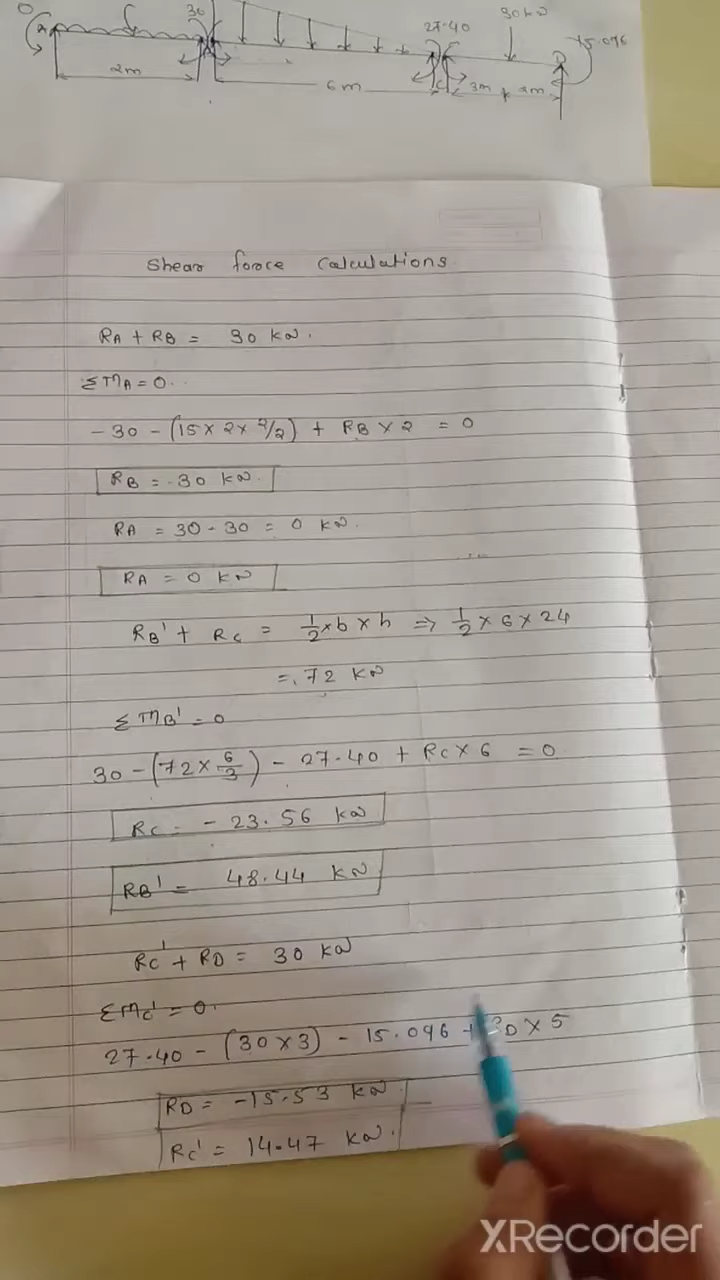 0 30 27.40 30kN 15.096
2m 6m 3m 2m
Shear force Calculations
RA + RB = 30 kN.
ΣMA = 0.
- 30 - (15 × 2 × 2/2) + RB × 2 = 0
RB = 30 kN.
RA = 30 - 30 = 0 kN.
RA = 0 kN
RB' + RC = 1/2 × b × h ⇒ 1/2 × 6 × 24
= 72 kN
ΣMB' = 0
30 - (72 × 6/3) - 27.40 + RC × 6 = 0
RC = - 23.56 kN
RB' = 48.44 kN
RC' + RD = 30 kN
ΣMC' = 0.
27.40 - (30 × 3) - 15.096 + RD × 5
RD = -15.53 kN
RC' = 14.47 kN.
XRecorder